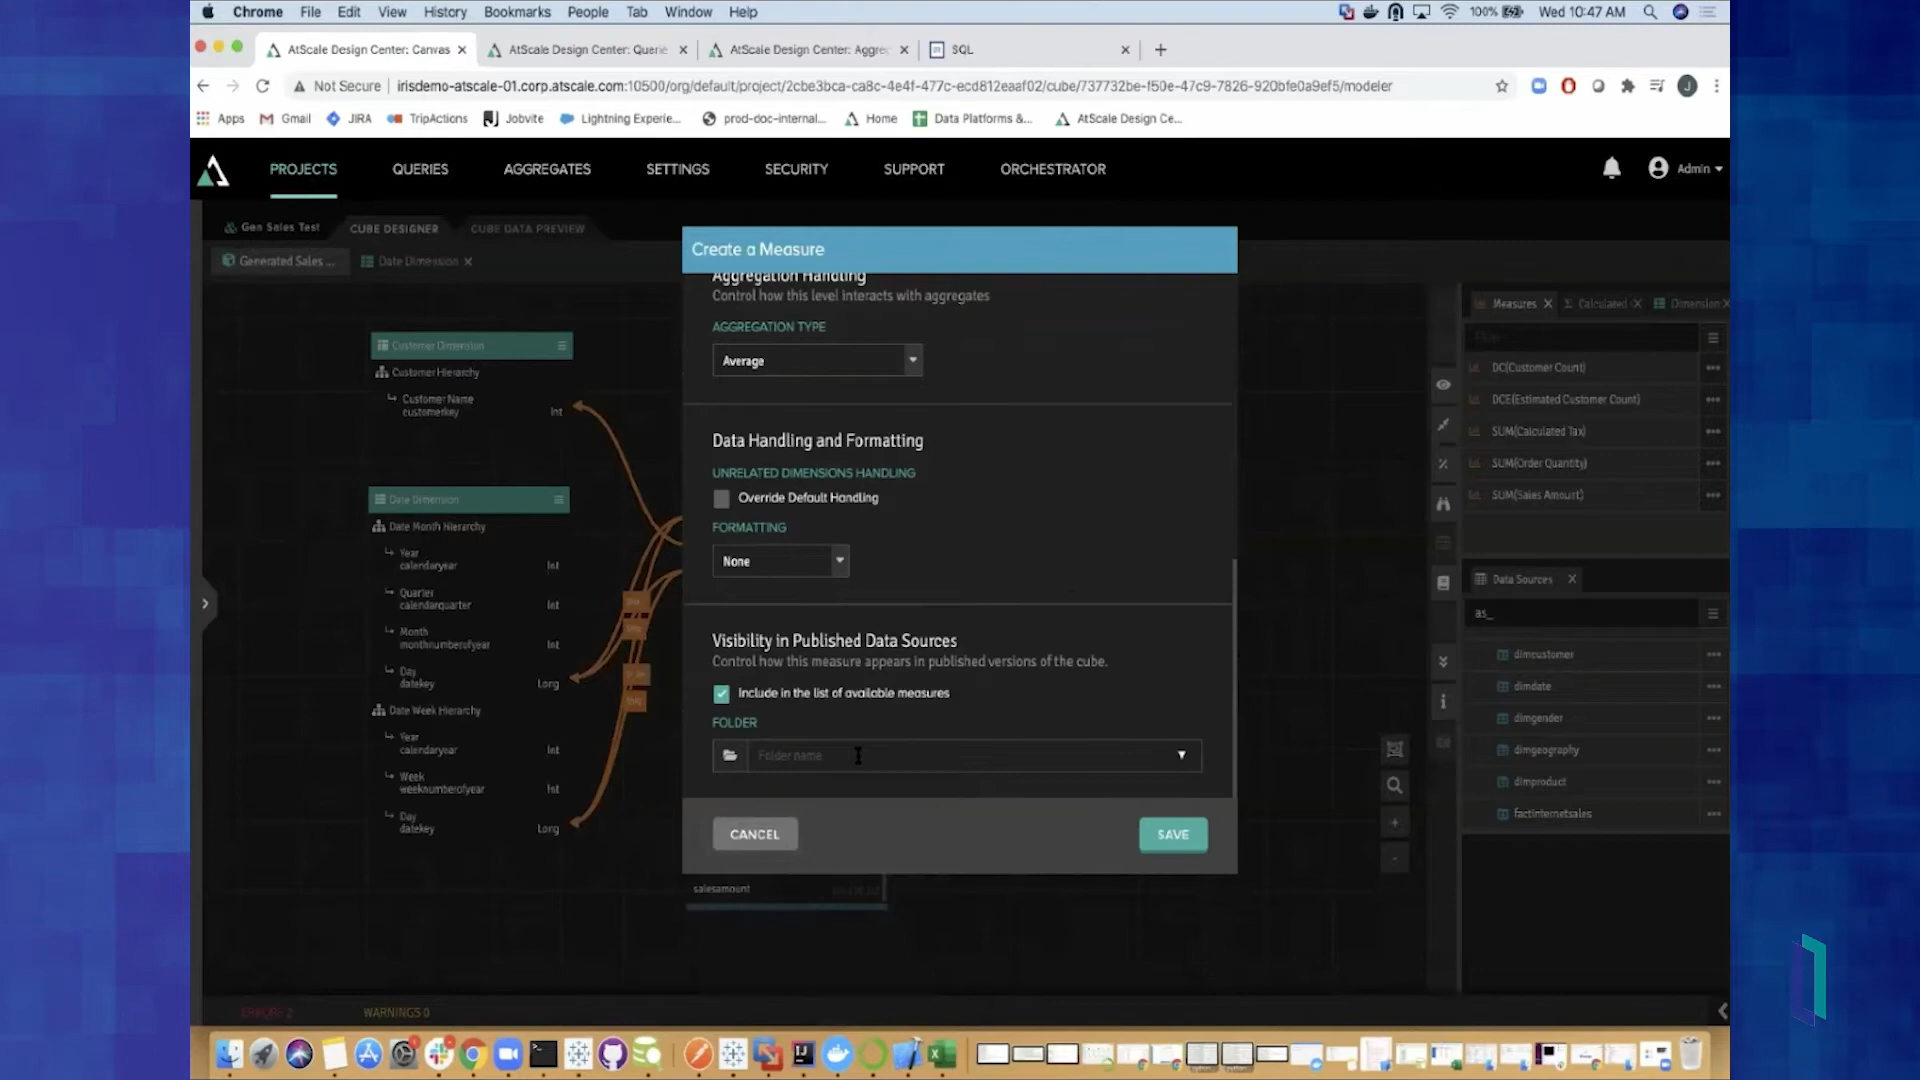 Chrome File Edit View History Bookmarks People Tab Window Help 100% Wed 10:47 AM
AtScale Design Center: Canvas AtScale Design Center: Querie AtScale Design Center: Aggre SQL
Not Secure irisdemo-atscale-01.corp.atscale.com:10500/org/default/project/2cbe3bca-ca8c-4e4f-477c-ecd812eaaf02/cube/737732be-f50e-47c9-7826-920bfe0a9ef5/modeler
Apps Gmail JIRA TripActions Jobvite Lightning Experie... prod-doc-internal... Home Data Platforms &... AtScale Design Ce...
PROJECTS QUERIES AGGREGATES SETTINGS SECURITY SUPPORT ORCHESTRATOR Admin
Gen Sales Test CUBE DESIGNER CUBE DATA PREVIEW
Generated Sales ... Date Dimension
Customer Dimension
Customer Hierarchy
Customer Name
customerkey Int
Date Dimension
Date Month Hierarchy
Year
calendaryear Int
Quarter
calendarquarter Int
Month
monthnumberofyear Int
Day
datekey Long
Date Week Hierarchy
Year
calendaryear Int
Week
weeknumberofyear Int
Day
datekey Long
Create a Measure
Aggregation Handling
Control how this level interacts with aggregates
AGGREGATION TYPE
Average
Data Handling and Formatting
UNRELATED DIMENSIONS HANDLING
Override Default Handling
FORMATTING
None
Visibility in Published Data Sources
Control how this measure appears in published versions of the cube.
Include in the list of available measures
FOLDER
Folder name
CANCEL SAVE
salesamount
Measures Calculated Dimension
Filter
DC(Customer Count)
DCE(Estimated Customer Count)
SUM(Calculated Tax)
SUM(Order Quantity)
SUM(Sales Amount)
Data Sources
as_
dimcustomer
dimdate
dimgender
dimgeography
dimproduct
factinternetsales
ERRORS 2 WARNINGS 0